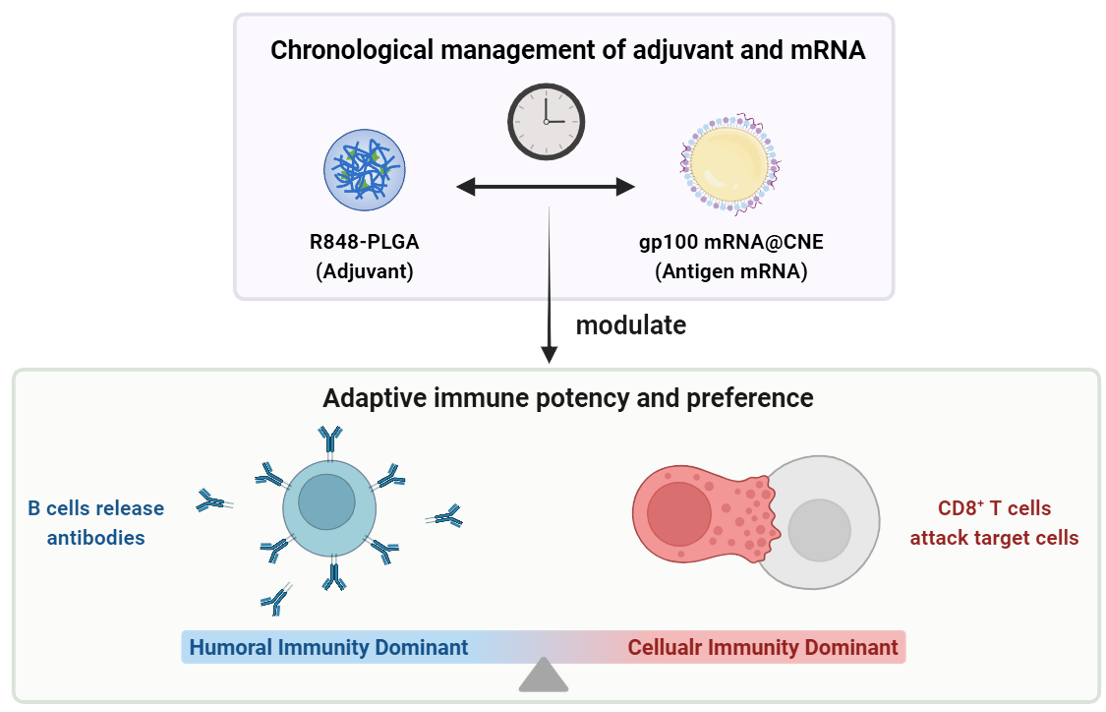 Chronological management of adjuvant and mRNA
R848-PLGA
(Adjuvant)
gp100 mRNA@CNE
(Antigen mRNA)
modulate
Adaptive immune potency and preference
B cells release
antibodies
CD8⁺ T cells
attack target cells
Humoral Immunity Dominant
Cellualr Immunity Dominant